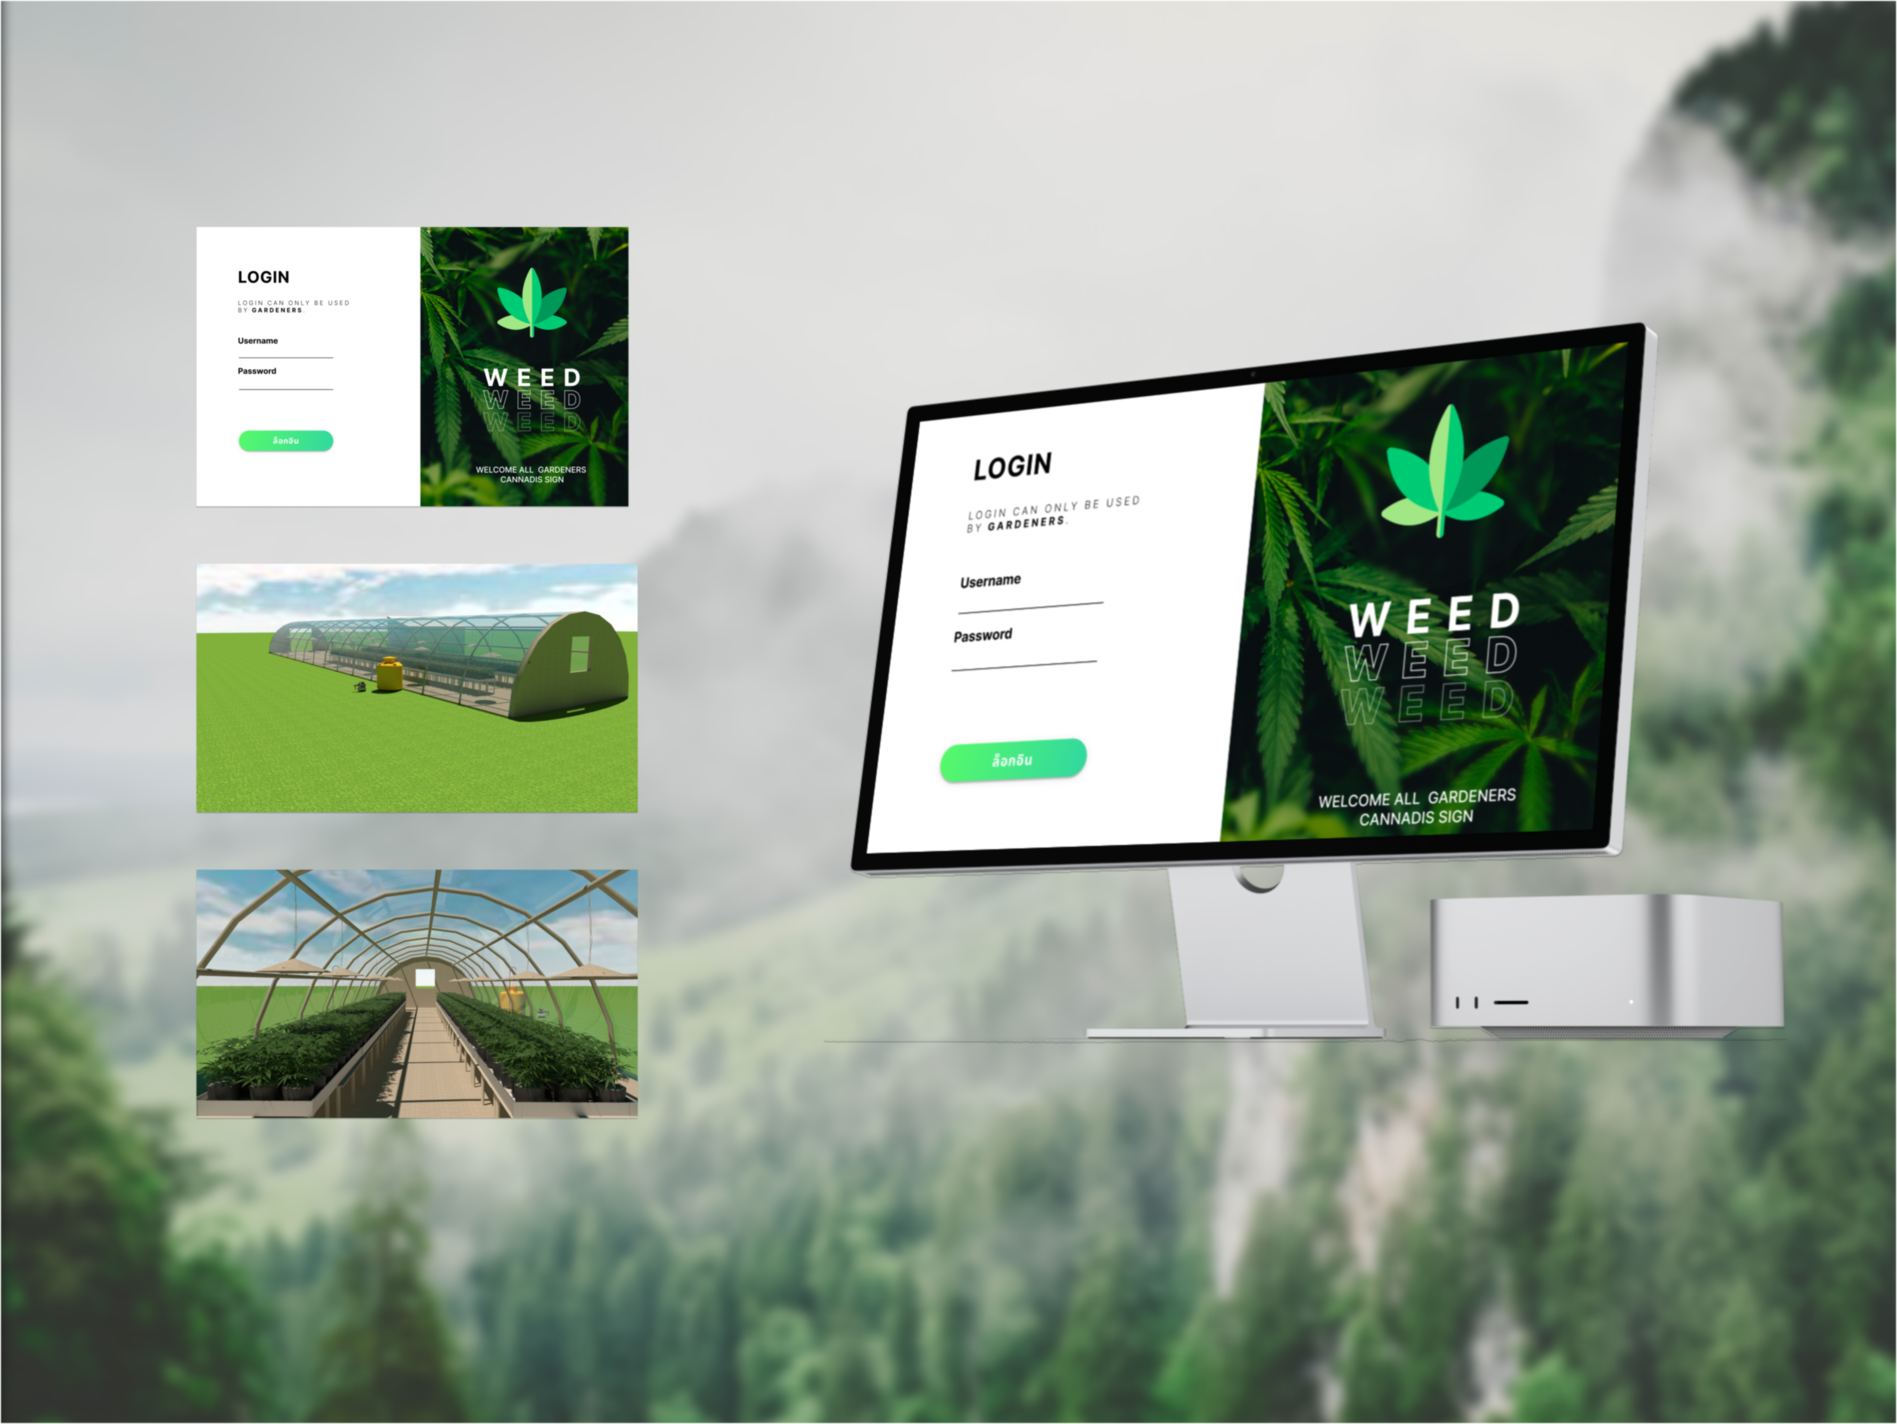 LOGIN
LOGIN CAN ONLY BE USED
BY GARDENERS.
Username
Password
ล็อกอิน
WEED
WEED
WEED
WELCOME ALL GARDENERS
CANNADIS SIGN
LOGIN
LOGIN CAN ONLY BE USED
BY GARDENERS.
Username
Password
ล็อกอิน
WEED
WEED
WEED
WELCOME ALL GARDENERS
CANNADIS SIGN